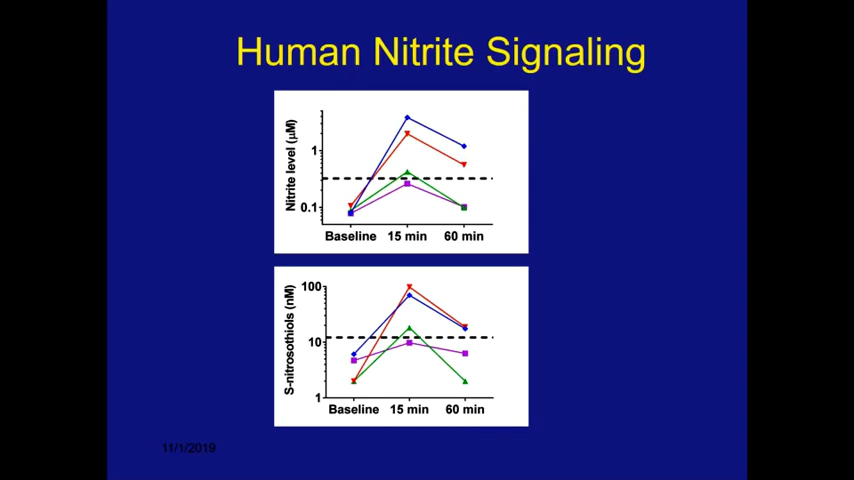 Human Nitrite Signaling
Nitrite level (µM)
1
0.1
Baseline 15 min 60 min
S-nitrosothiols (nM)
100
10
1
Baseline 15 min 60 min
11/1/2019